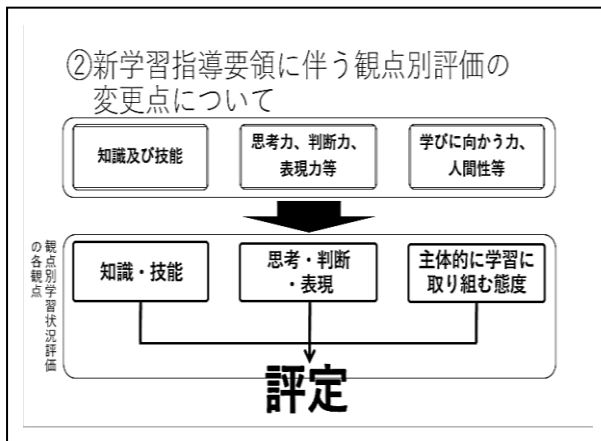 ②新学習指導要領に伴う観点別評価の
変更点について
知識及び技能
思考力、判断力、
表現力等
学びに向かう力、
人間性等
観点別学習状況評価
の各観点
知識・技能
思考・判断
・表現
主体的に学習に
取り組む態度
評定